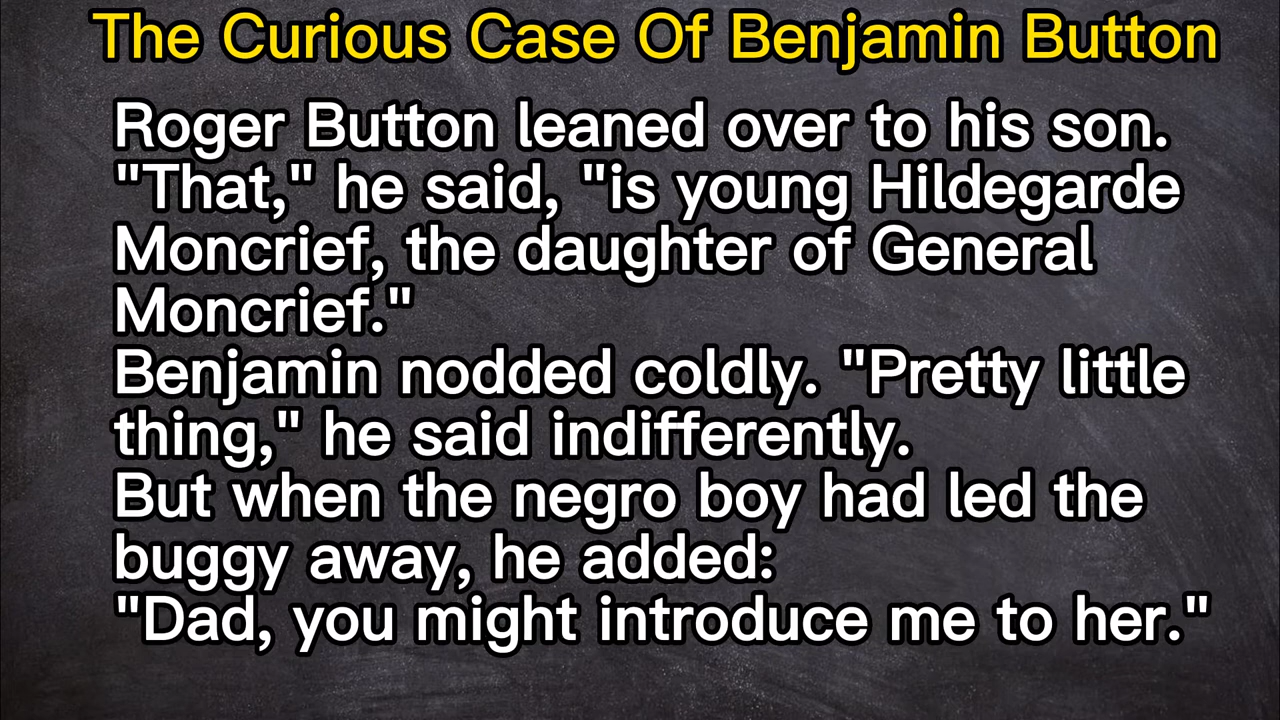 The Curious Case Of Benjamin Button
Roger Button leaned over to his son.
"That," he said, "is young Hildegarde
Moncrief, the daughter of General
Moncrief."
Benjamin nodded coldly. "Pretty little
thing," he said indifferently.
But when the negro boy had led the
buggy away, he added:
"Dad, you might introduce me to her."